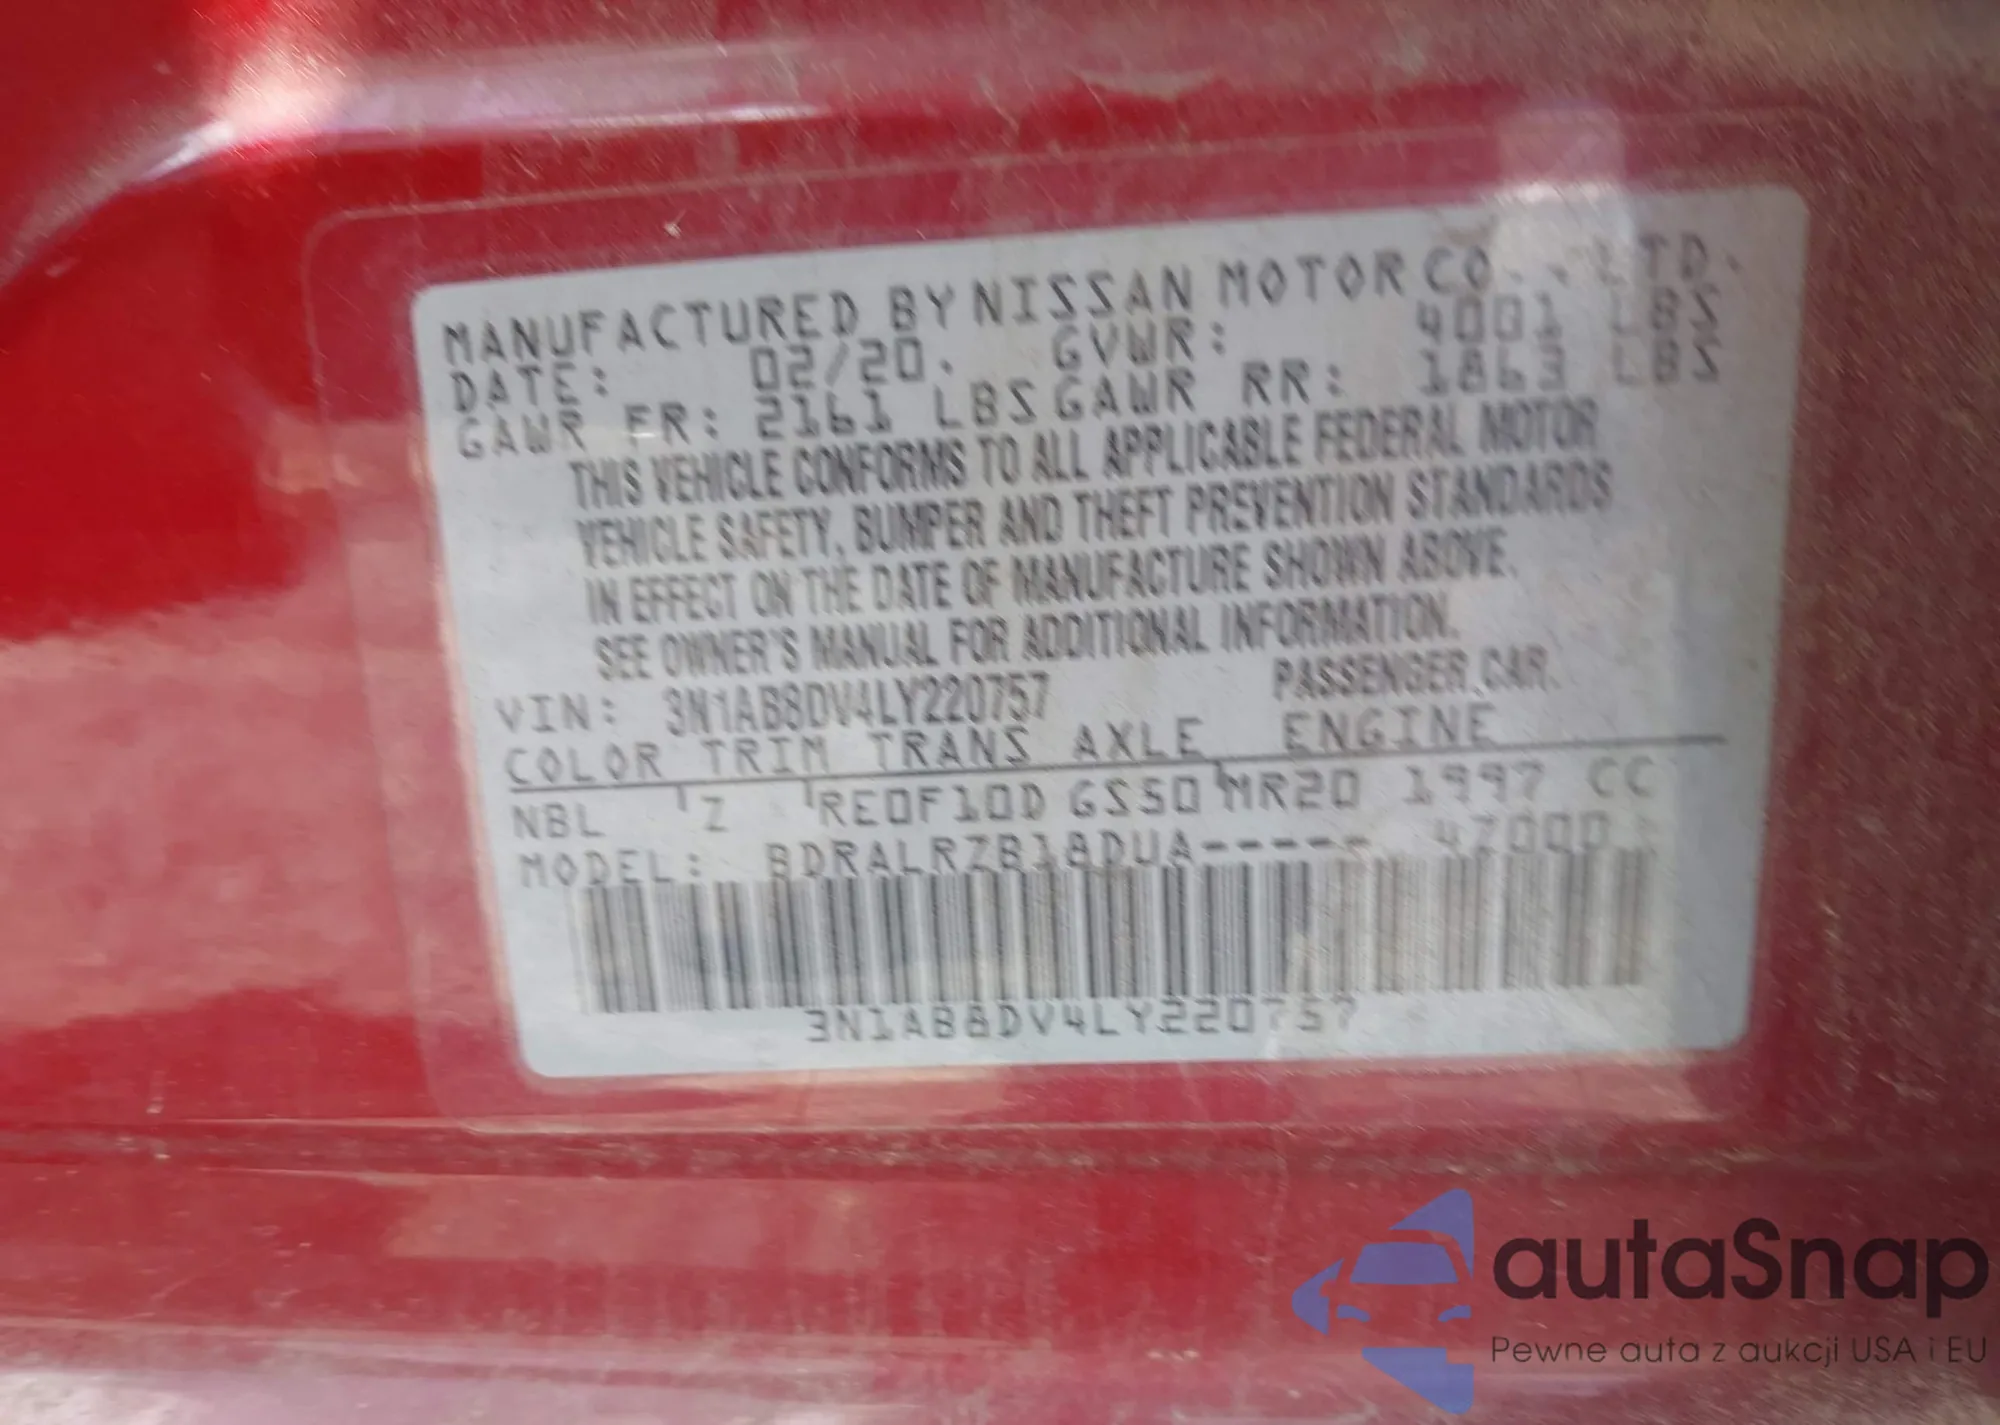 MANUFACTURED BY NISSAN MOTOR CO., LTD.
DATE: 02/20. GVWR: 4001 LBS
GAWR FR: 2161 LBS GAWR RR: 1863 LBS
THIS VEHICLE CONFORMS TO ALL APPLICABLE FEDERAL MOTOR
VEHICLE SAFETY, BUMPER AND THEFT PREVENTION STANDARDS
IN EFFECT ON THE DATE OF MANUFACTURE SHOWN ABOVE.
SEE OWNER'S MANUAL FOR ADDITIONAL INFORMATION.
VIN: 3N1AB8DV4LY220757 PASSENGER CAR.
COLOR TRIM TRANS AXLE ENGINE
NBL Z RE0F10D GS50 MR20 1997 CC
MODEL: BDRALRZB18DUA-----
3N1AB8DV4LY220757
autaSnap
Pewne auta z aukcji USA i EU